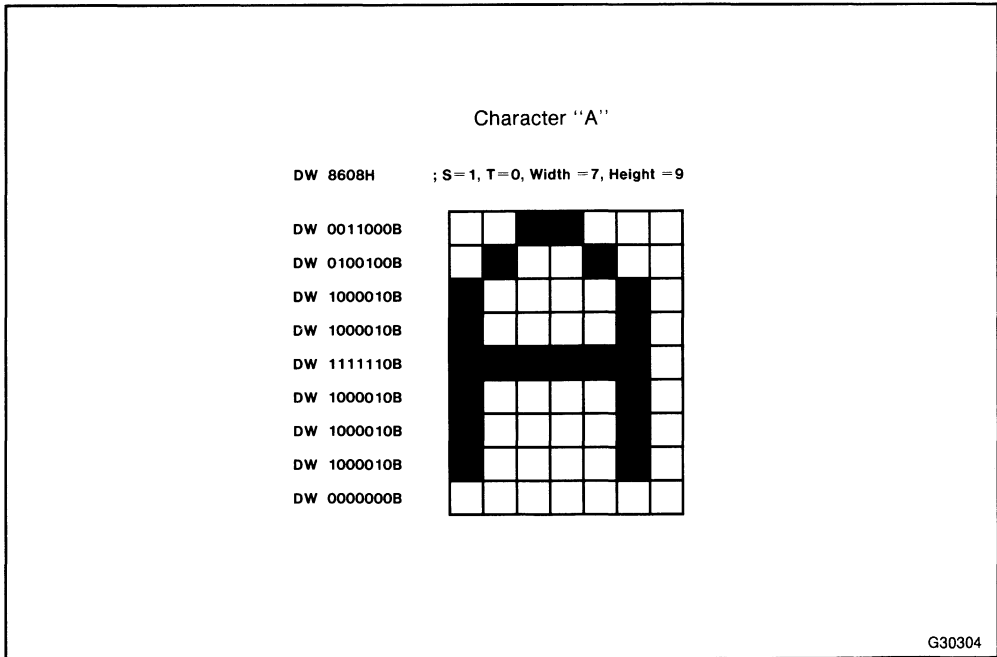 Character "A"
DW 8608H ; S=1, T=0, Width =7, Height =9
DW 0011000B
DW 0100100B
DW 1000010B
DW 1000010B
DW 1111110B
DW 1000010B
DW 1000010B
DW 1000010B
DW 0000000B
G30304